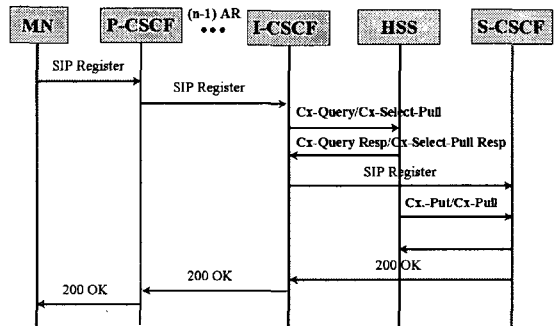 (n-1) AR
MN P-CSCF ••• I-CSCF HSS S-CSCF
SIP Register
SIP Register
Cx-Query/Cx-Select-Pull
Cx-Query Resp/Cx-Select-Pull Resp
SIP Register
Cx.-Put/Cx-Pull
200 OK
200 OK
200 OK